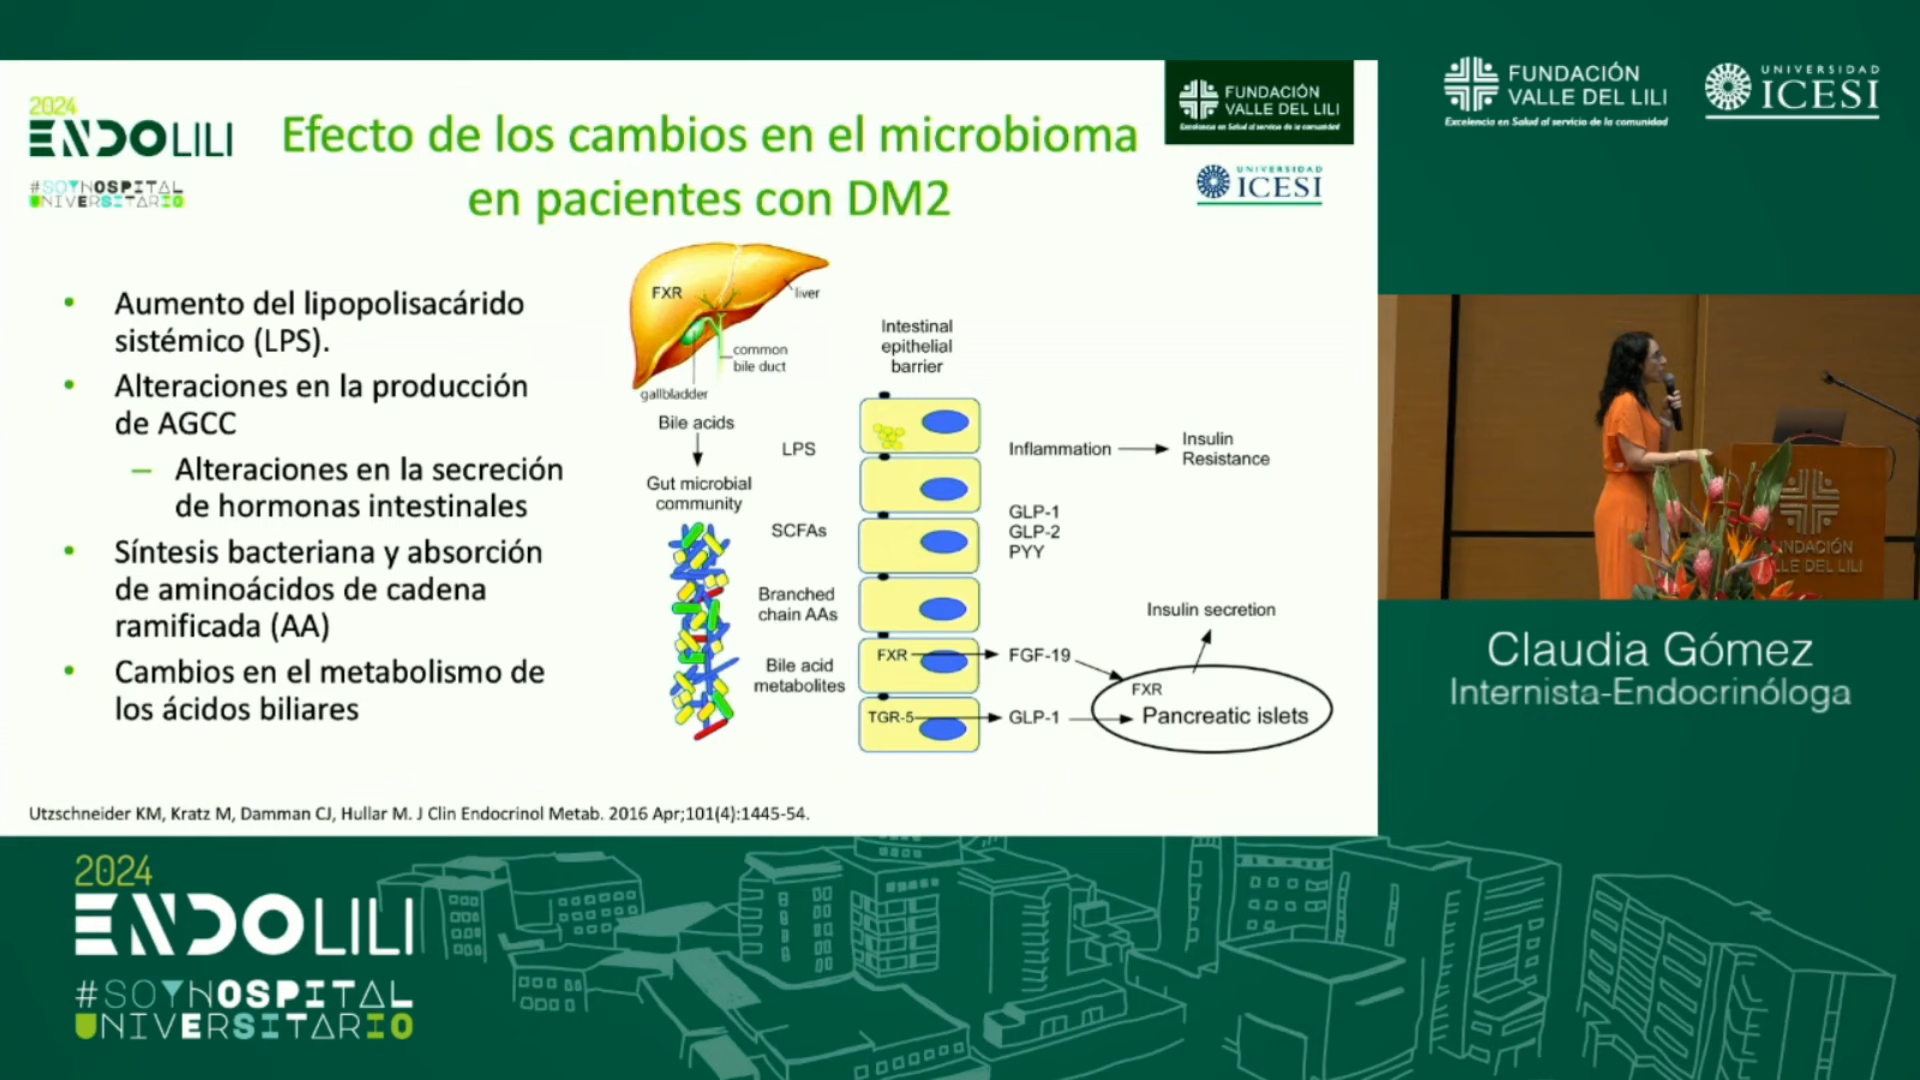 2024
ENDOLILI
#SOYHOSPITAL
UNIVERSITARIO
Efecto de los cambios en el microbioma
en pacientes con DM2
FUNDACIÓN
VALLE DEL LILI
Excelencia en Salud al servicio de la comunidad
UNIVERSIDAD
ICESI
• Aumento del lipopolisacárido
sistémico (LPS).
• Alteraciones en la producción
de AGCC
– Alteraciones en la secreción
de hormonas intestinales
• Síntesis bacteriana y absorción
de aminoácidos de cadena
ramificada (AA)
• Cambios en el metabolismo de
los ácidos biliares
FXR
liver
common
bile duct
gallbladder
Bile acids
Gut microbial
community
LPS
SCFAs
Branched
chain AAs
Bile acid
metabolites
Intestinal
epithelial
barrier
FXR
TGR-5
Inflammation
Insulin
Resistance
GLP-1
GLP-2
PYY
Insulin secretion
FGF-19
GLP-1
FXR
Pancreatic islets
Utzschneider KM, Kratz M, Damman CJ, Hullar M. J Clin Endocrinol Metab. 2016 Apr;101(4):1445-54.
FUNDACIÓN
VALLE DEL LILI
Excelencia en Salud al servicio de la comunidad
UNIVERSIDAD
ICESI
FUNDACIÓN
VALLE DEL LILI
Claudia Gómez
Internista-Endocrinóloga
2024
ENDOLILI
#SOYHOSPITAL
UNIVERSITARIO